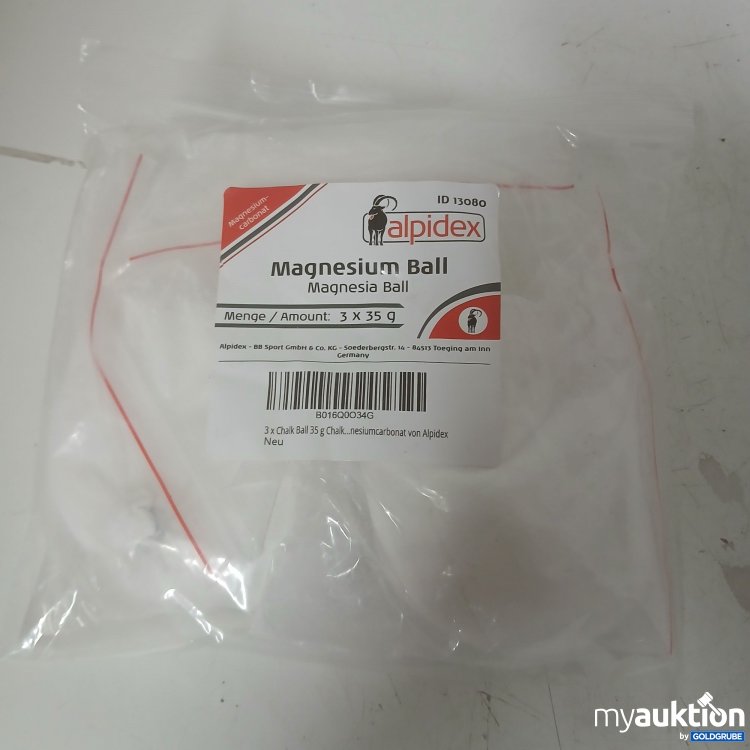 Magnesium-
carbonat
ID 13080
alpidex
Magnesium Ball
Magnesia Ball
Menge / Amount: 3 x 35 g
Alpidex - BB Sport GmbH & Co. KG - Soederbergstr. 14 - 84513 Toeging am Inn
Germany
B016Q0O34G
3 x Chalk Ball 35 g Chalk...nesiumcarbonat von Alpidex
Neu
myauktion
by GOLDGRUBE